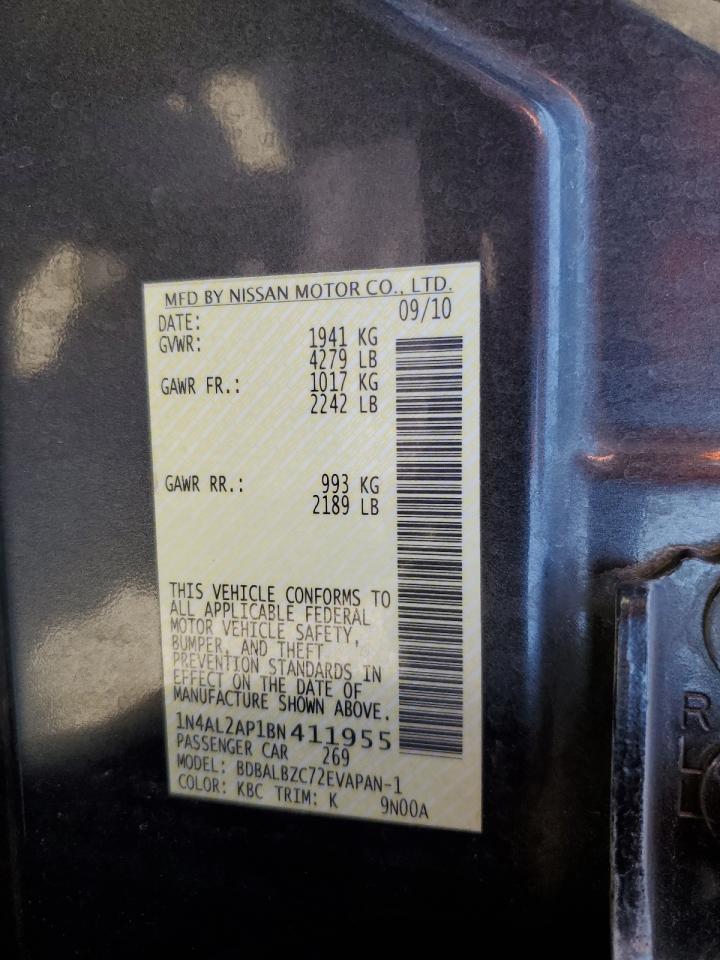 MFD BY NISSAN MOTOR CO., LTD.
DATE: 09/10
GVWR: 1941 KG
4279 LB
GAWR FR.: 1017 KG
2242 LB
GAWR RR.: 993 KG
2189 LB
THIS VEHICLE CONFORMS TO
ALL APPLICABLE FEDERAL
MOTOR VEHICLE SAFETY,
BUMPER, AND THEFT
PREVENTION STANDARDS IN
EFFECT ON THE DATE OF
MANUFACTURE SHOWN ABOVE.
1N4AL2AP1BN411955
PASSENGER CAR 269
MODEL: BDBALBZC72EVAPAN-1
COLOR: KBC TRIM: K 9N00A